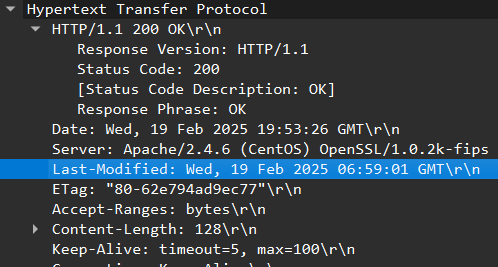 Hypertext Transfer Protocol
HTTP/1.1 200 OK\r\n
Response Version: HTTP/1.1
Status Code: 200
[Status Code Description: OK]
Response Phrase: OK
Date: Wed, 19 Feb 2025 19:53:26 GMT\r\n
Server: Apache/2.4.6 (CentOS) OpenSSL/1.0.2k-fips
Last-Modified: Wed, 19 Feb 2025 06:59:01 GMT\r\n
ETag: "80-62e794ad9ec77"\r\n
Accept-Ranges: bytes\r\n
Content-Length: 128\r\n
Keep-Alive: timeout=5, max=100\r\n